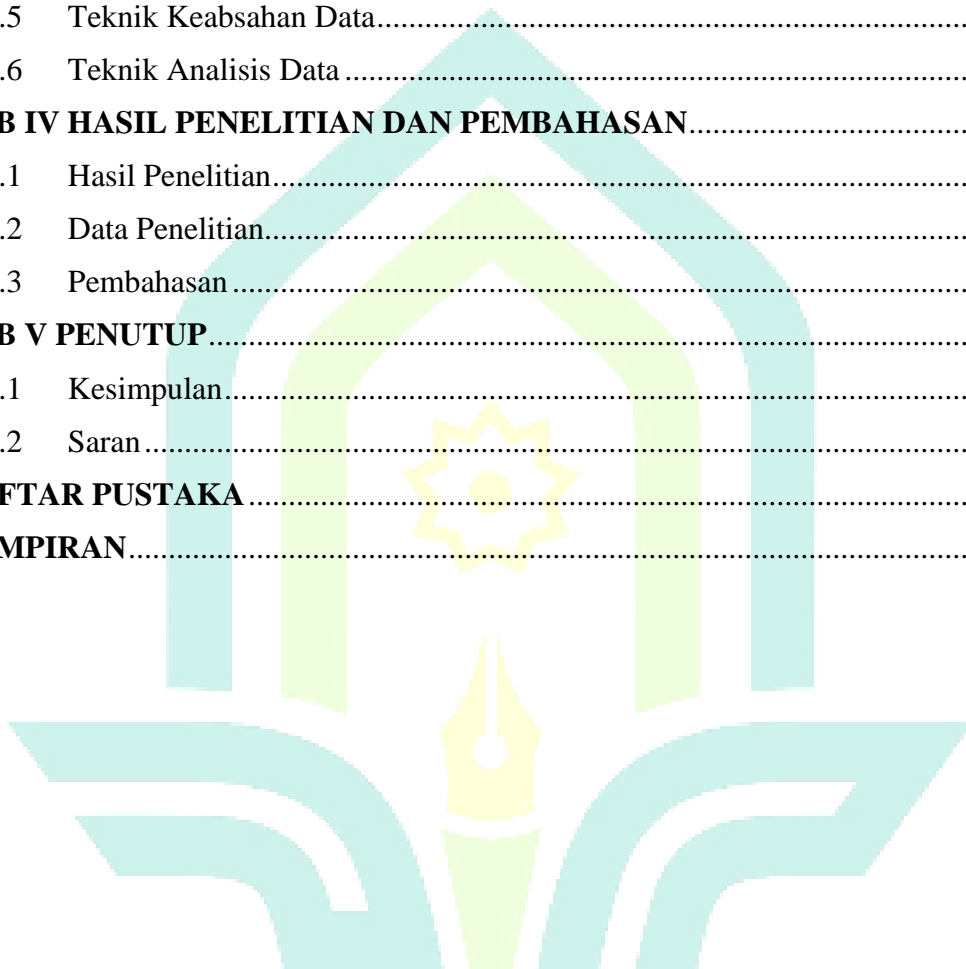 .5 Teknik Keabsahan Data..........................................................................
.6 Teknik Analisis Data..........................................................................
B IV HASIL PENELITIAN DAN PEMBAHASAN..................................
.1 Hasil Penelitian..........................................................................
.2 Data Penelitian..........................................................................
.3 Pembahasan..........................................................................
B V PENUTUP..........................................................................
.1 Kesimpulan..........................................................................
.2 Saran..........................................................................
FTAR PUSTAKA..........................................................................
MPIRAN..........................................................................